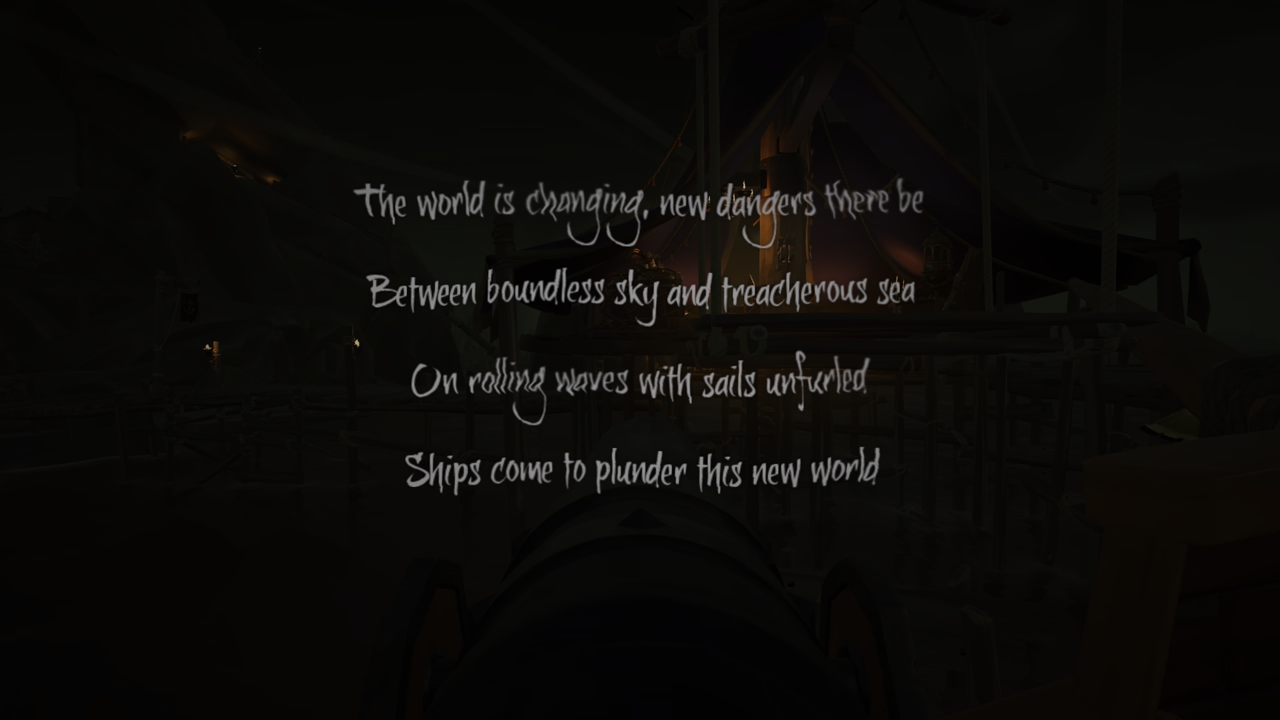 The world is changing, new dangers there be
Between boundless sky and treacherous sea
On rolling waves with sails unfurled
Ships come to plunder this new world